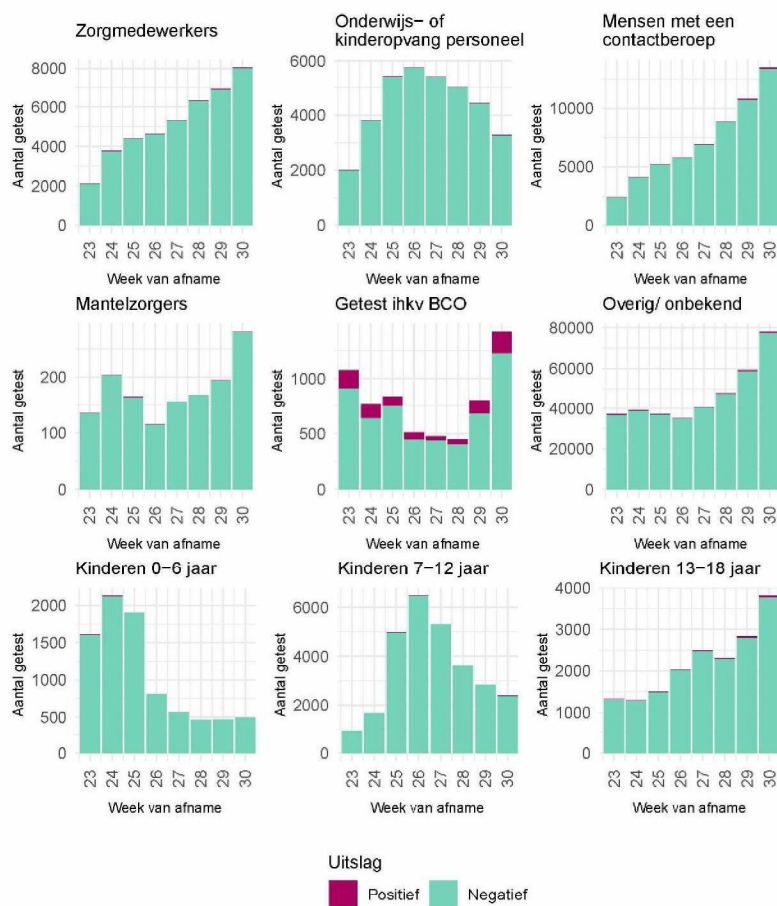 Zorgmedewerkers
Aantal getest
8000
6000
4000
2000
0
23 24 25 26 27 28 29 30
Week van afname
Onderwijs- of
kinderopvang personeel
Aantal getest
6000
4000
2000
0
23 24 25 26 27 28 29 30
Week van afname
Mensen met een
contactberoep
Aantal getest
10000
5000
0
23 24 25 26 27 28 29 30
Week van afname
Mantelzorgers
Aantal getest
200
100
0
23 24 25 26 27 28 29 30
Week van afname
Getest ihkv BCO
Aantal getest
1000
500
0
23 24 25 26 27 28 29 30
Week van afname
Overig/ onbekend
Aantal getest
80000
60000
40000
20000
0
23 24 25 26 27 28 29 30
Week van afname
Kinderen 0-6 jaar
Aantal getest
2000
1500
1000
500
0
23 24 25 26 27 28 29 30
Week van afname
Kinderen 7-12 jaar
Aantal getest
6000
4000
2000
0
23 24 25 26 27 28 29 30
Week van afname
Kinderen 13-18 jaar
Aantal getest
4000
3000
2000
1000
0
23 24 25 26 27 28 29 30
Week van afname
Uitslag
Positief Negatief